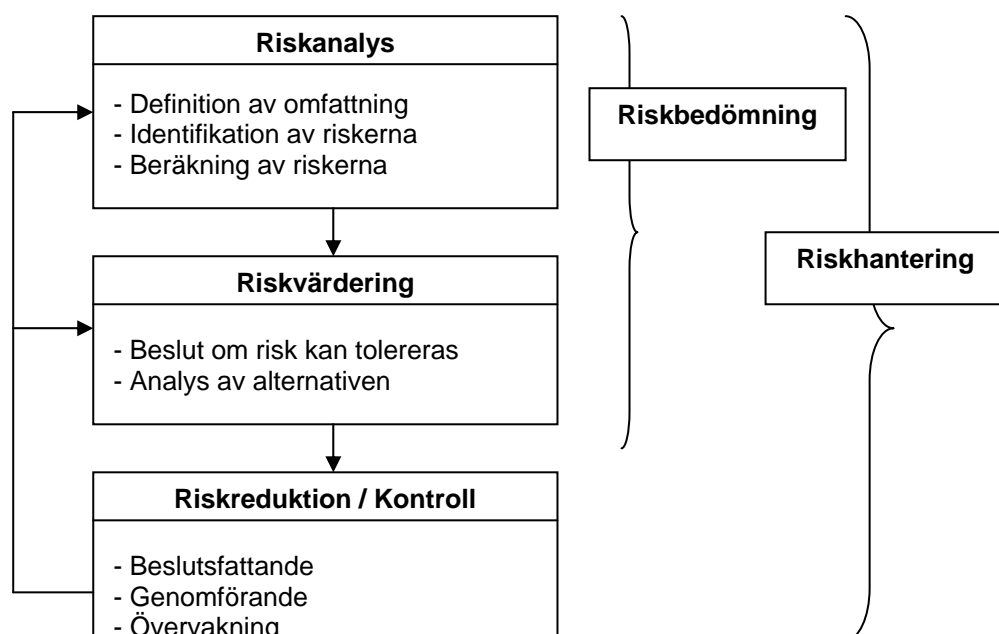 Riskanalys
- Definition av omfattning
- Identifikation av riskerna
- Beräkning av riskerna
Riskbedömning
Riskhantering
Riskvärdering
- Beslut om risk kan tolereras
- Analys av alternativen
Riskreduktion / Kontroll
- Beslutsfattande
- Genomförande
- Övervakning